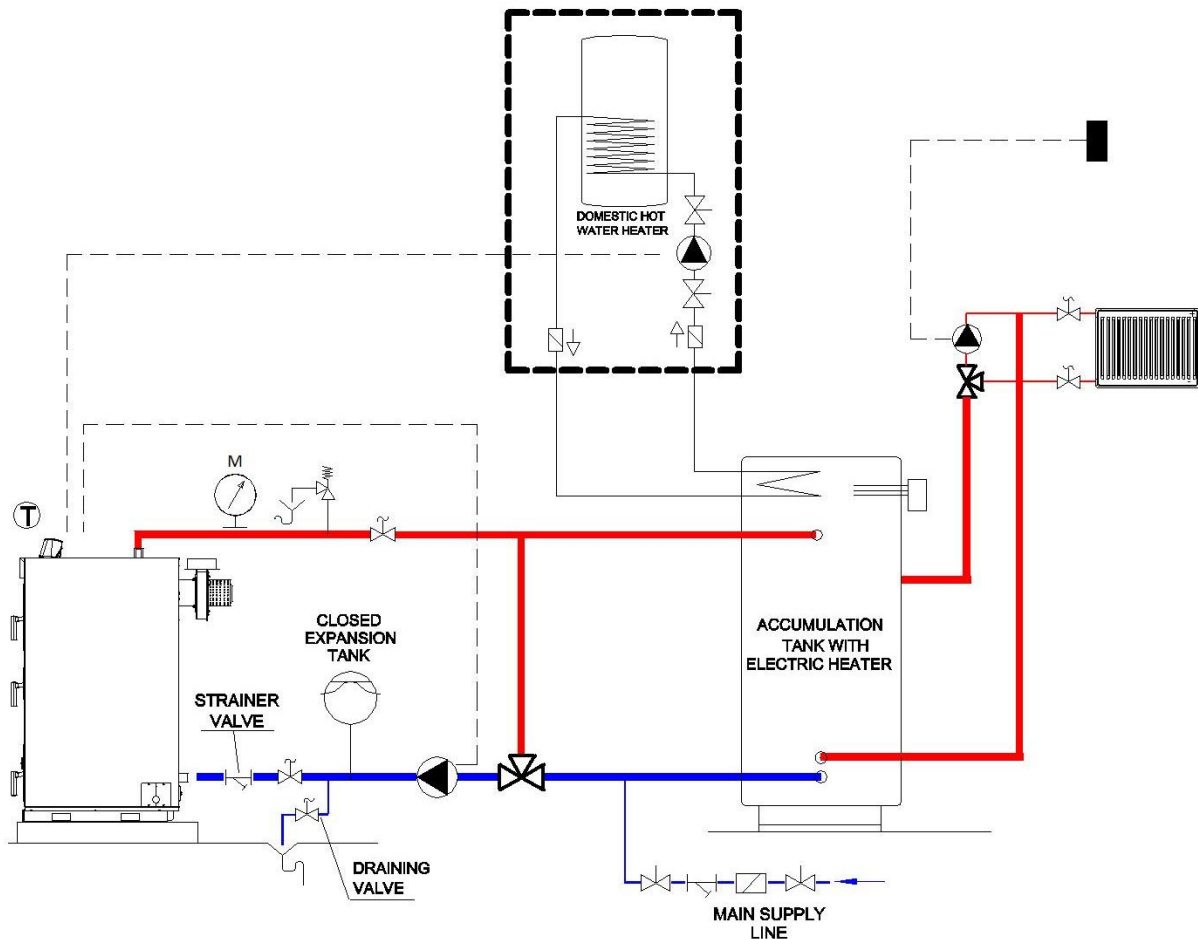 DOMESTIC HOT
WATER HEATER
M
T
CLOSED
EXPANSION
TANK
ACCUMULATION
TANK WITH
ELECTRIC HEATER
STRAINER
VALVE
DRAINING
VALVE
MAIN SUPPLY
LINE